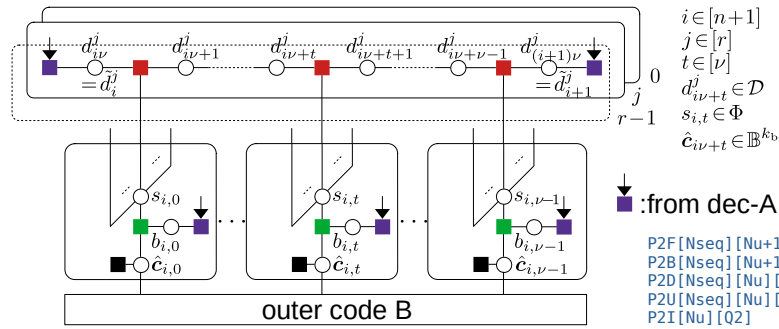 d^j_{iν} d^j_{iν+1} d^j_{iν+t} d^j_{iν+t+1} d^j_{iν+ν−1} d^j_{(i+1)ν}
=d̃^j_i =d̃^j_{i+1}
0
j
r−1
i∈[n+1]
j∈[r]
t∈[ν]
d^j_{iν+t}∈𝒟
s_{i,t}∈Φ
ĉ_{iν+t}∈𝔹^{k_b}
s_{i,0} s_{i,t} s_{i,ν−1}
b_{i,0} b_{i,t} b_{i,ν−1}
ĉ_{i,0} ĉ_{i,t} ĉ_{i,ν−1}
outer code B
:from dec-A
P2F[Nseq][Nu+1
P2B[Nseq][Nu+1
P2D[Nseq][Nu][
P2U[Nseq][Nu][
P2I[Nu][Q2]